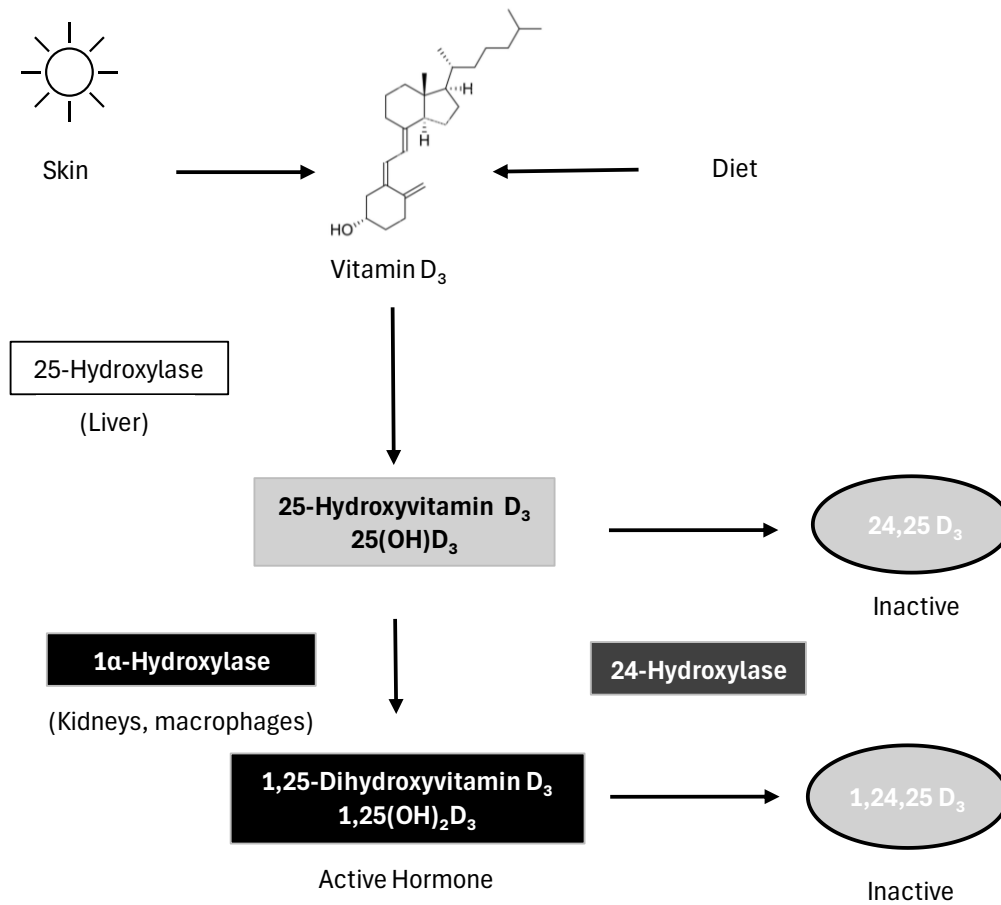 Skin
Diet
H
H
HO
Vitamin D₃
25-Hydroxylase
(Liver)
25-Hydroxyvitamin D₃
25(OH)D₃
24,25 D₃
Inactive
1α-Hydroxylase
24-Hydroxylase
(Kidneys, macrophages)
1,25-Dihydroxyvitamin D₃
1,25(OH)₂D₃
1,24,25 D₃
Active Hormone
Inactive